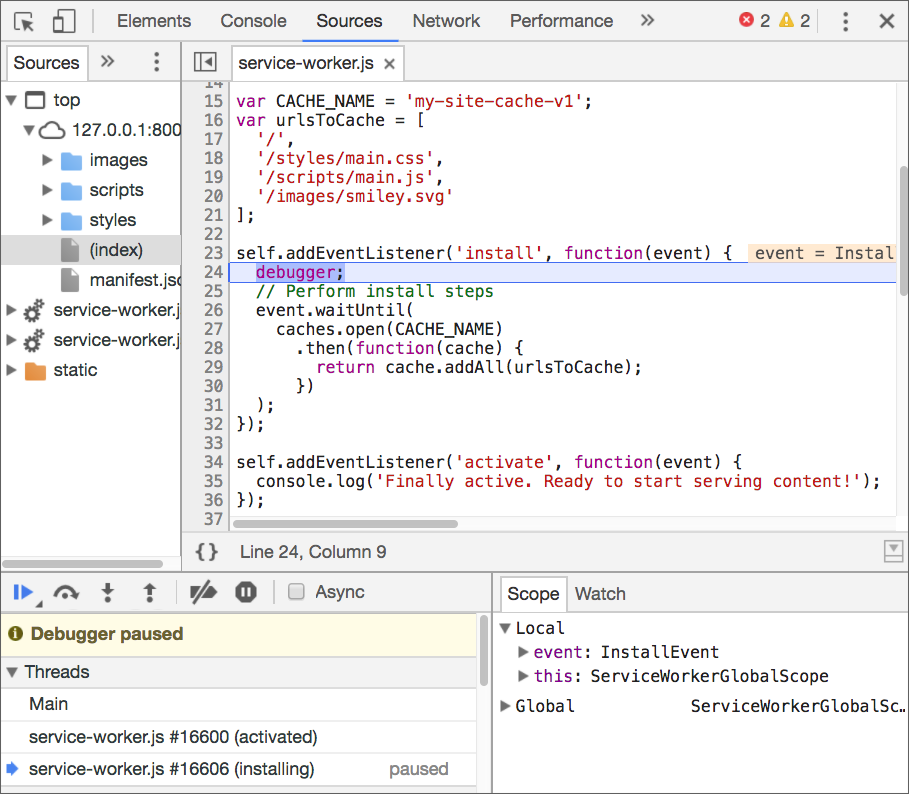 Elements Console Sources Network Performance » 2 2
Sources »
service-worker.js ×
top
127.0.0.1:800
images
scripts
styles
(index)
manifest.jsc
service-worker.j
service-worker.j
static
14
15 var CACHE_NAME = 'my-site-cache-v1';
16 var urlsToCache = [
17 '/',
18 '/styles/main.css',
19 '/scripts/main.js',
20 '/images/smiley.svg'
21 ];
22
23 self.addEventListener('install', function(event) { event = Instal
24 debugger;
25 // Perform install steps
26 event.waitUntil(
27 caches.open(CACHE_NAME)
28 .then(function(cache) {
29 return cache.addAll(urlsToCache);
30 })
31 );
32 });
33
34 self.addEventListener('activate', function(event) {
35 console.log('Finally active. Ready to start serving content!');
36 });
37
{} Line 24, Column 9
Async
Debugger paused
Threads
Main
service-worker.js #16600 (activated)
service-worker.js #16606 (installing) paused
Scope Watch
Local
event: InstallEvent
this: ServiceWorkerGlobalScope
Global ServiceWorkerGlobalSc…